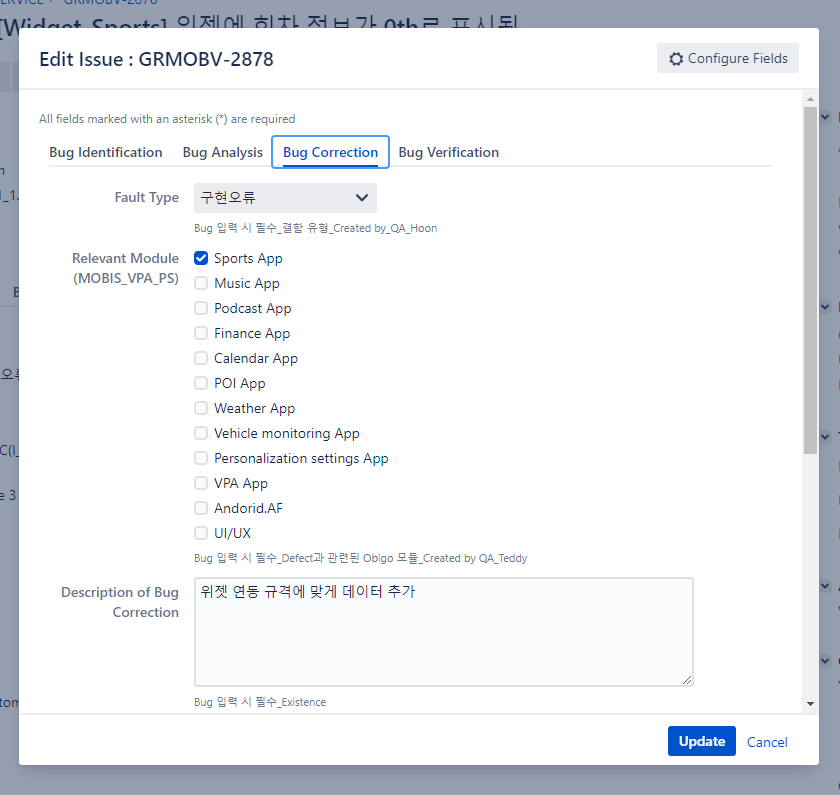 SERVICE / GRMOBV-2878
[Widget-Sports] 위젯에 회차 정보가 0th로 표시됨
Edit Issue : GRMOBV-2878
Configure Fields
All fields marked with an asterisk (*) are required
Bug Identification
Bug Analysis
Bug Correction
Bug Verification
Fault Type
구현오류
Bug 입력 시 필수_결함 유형_Created by_QA_Hoon
Relevant Module
(MOBIS_VPA_PS)
Sports App
Music App
Podcast App
Finance App
Calendar App
POI App
Weather App
Vehicle monitoring App
Personalization settings App
VPA App
Andorid.AF
UI/UX
Bug 입력 시 필수_Defect과 관련된 Obigo 모듈_Created by QA_Teddy
Description of Bug
Correction
위젯 연동 규격에 맞게 데이터 추가
Bug 입력 시 필수_Existence
Update
Cancel